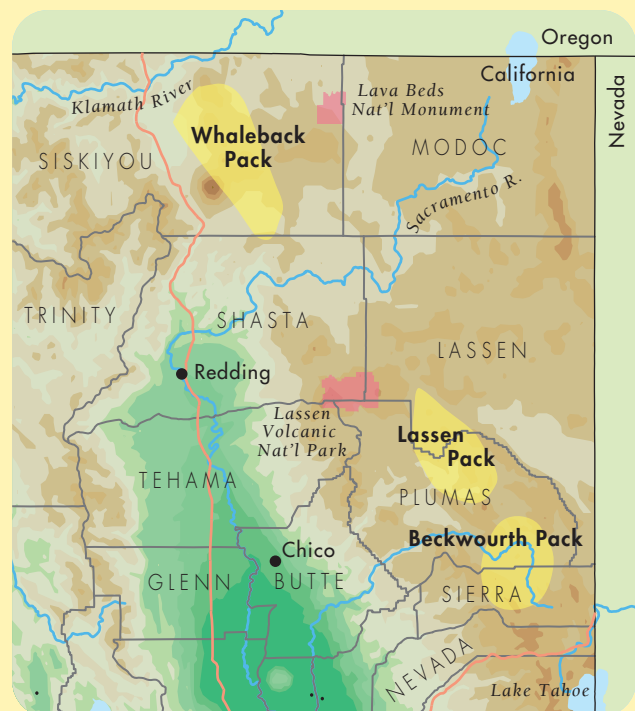 Oregon
California
Nevada
Klamath River
Lava Beds
Nat'l Monument
Whaleback
Pack
SISKIYOU
MODOC
Sacramento R.
TRINITY
SHASTA
LASSEN
Redding
Lassen
Volcanic
Nat'l Park
Lassen
Pack
TEHAMA
PLUMAS
Beckwourth Pack
Chico
GLENN
BUTTE
SIERRA
NEVADA
Lake Tahoe